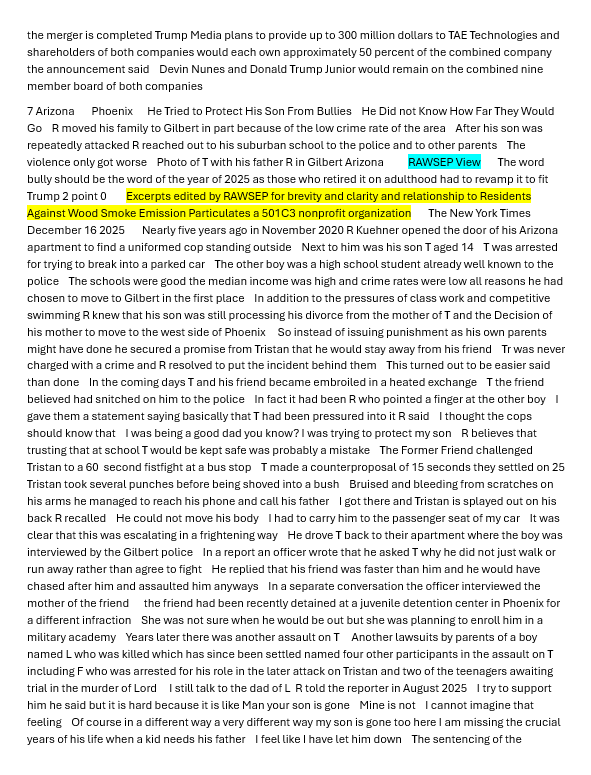 the merger is completed Trump Media plans to provide up to 300 million dollars to TAE Technologies and
shareholders of both companies would each own approximately 50 percent of the combined company
the announcement said   Devin Nunes and Donald Trump Junior would remain on the combined nine
member board of both companies
7 Arizona   Phoenix   He Tried to Protect His Son From Bullies   He Did not Know How Far They Would
Go   R moved his family to Gilbert in part because of the low crime rate of the area   After his son was
repeatedly attacked R reached out to his suburban school to the police and to other parents   The
violence only got worse   Photo of T with his father R in Gilbert Arizona   RAWSEP View   The word
bully should be the word of the year of 2025 as those who retired it on adulthood had to revamp it to fit
Trump 2 point 0   Excerpts edited by RAWSEP for brevity and clarity and relationship to Residents
Against Wood Smoke Emission Particulates a 501C3 nonprofit organization   The New York Times
December 16 2025   Nearly five years ago in November 2020 R Kuehner opened the door of his Arizona
apartment to find a uniformed cop standing outside   Next to him was his son T aged 14   T was arrested
for trying to break into a parked car   The other boy was a high school student already well known to the
police   The schools were good the median income was high and crime rates were low all reasons he had
chosen to move to Gilbert in the first place   In addition to the pressures of class work and competitive
swimming R knew that his son was still processing his divorce from the mother of T and the Decision of
his mother to move to the west side of Phoenix   So instead of issuing punishment as his own parents
might have done he secured a promise from Tristan that he would stay away from his friend   Tr was never
charged with a crime and R resolved to put the incident behind them   This turned out to be easier said
than done   In the coming days T and his friend became embroiled in a heated exchange   T the friend
believed had snitched on him to the police   In fact it had been R who pointed a finger at the other boy   I
gave them a statement saying basically that T had been pressured into it R said   I thought the cops
should know that   I was being a good dad you know? I was trying to protect my son   R believes that
trusting that at school T would be kept safe was probably a mistake   The Former Friend challenged
Tristan to a 60 second fistfight at a bus stop   T made a counterproposal of 15 seconds they settled on 25
Tristan took several punches before being shoved into a bush   Bruised and bleeding from scratches on
his arms he managed to reach his phone and call his father   I got there and Tristan is splayed out on his
back R recalled   He could not move his body   I had to carry him to the passenger seat of my car   It was
clear that this was escalating in a frightening way   He drove T back to their apartment where the boy was
interviewed by the Gilbert police   In a report an officer wrote that he asked T why he did not just walk or
run away rather than agree to fight   He replied that his friend was faster than him and he would have
chased after him and assaulted him anyways   In a separate conversation the officer interviewed the
mother of the friend   the friend had been recently detained at a juvenile detention center in Phoenix for
a different infraction   She was not sure when he would be out but she was planning to enroll him in a
military academy   Years later there was another assault on T   Another lawsuits by parents of a boy
named L who was killed which has since been settled named four other participants in the assault on T
including F who was arrested for his role in the later attack on Tristan and two of the teenagers awaiting
trial in the murder of Lord   I still talk to the dad of L R told the reporter in August 2025   I try to support
him he said but it is hard because it is like Man your son is gone   Mine is not   I cannot imagine that
feeling   Of course in a different way a very different way my son is gone too here I am missing the crucial
years of his life when a kid needs his father   I feel like I have let him down   The sentencing of the